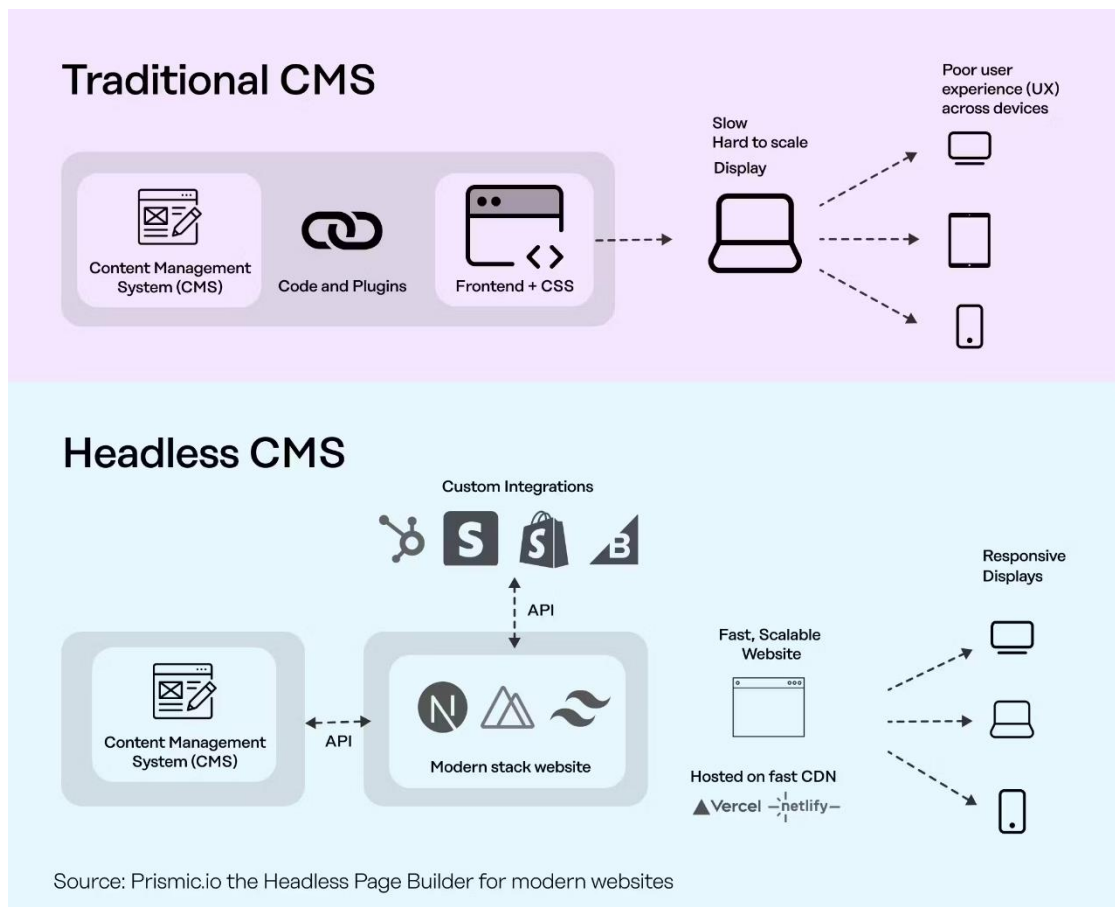 Traditional CMS
Content Management
System (CMS)
Code and Plugins
Frontend + CSS
Slow
Hard to scale
Display
Poor user
experience (UX)
across devices
Headless CMS
Custom Integrations
S
S
B
API
Content Management
System (CMS)
API
N
Modern stack website
Fast, Scalable
Website
Hosted on fast CDN
Vercel netlify
Responsive
Displays
Source: Prismic.io the Headless Page Builder for modern websites